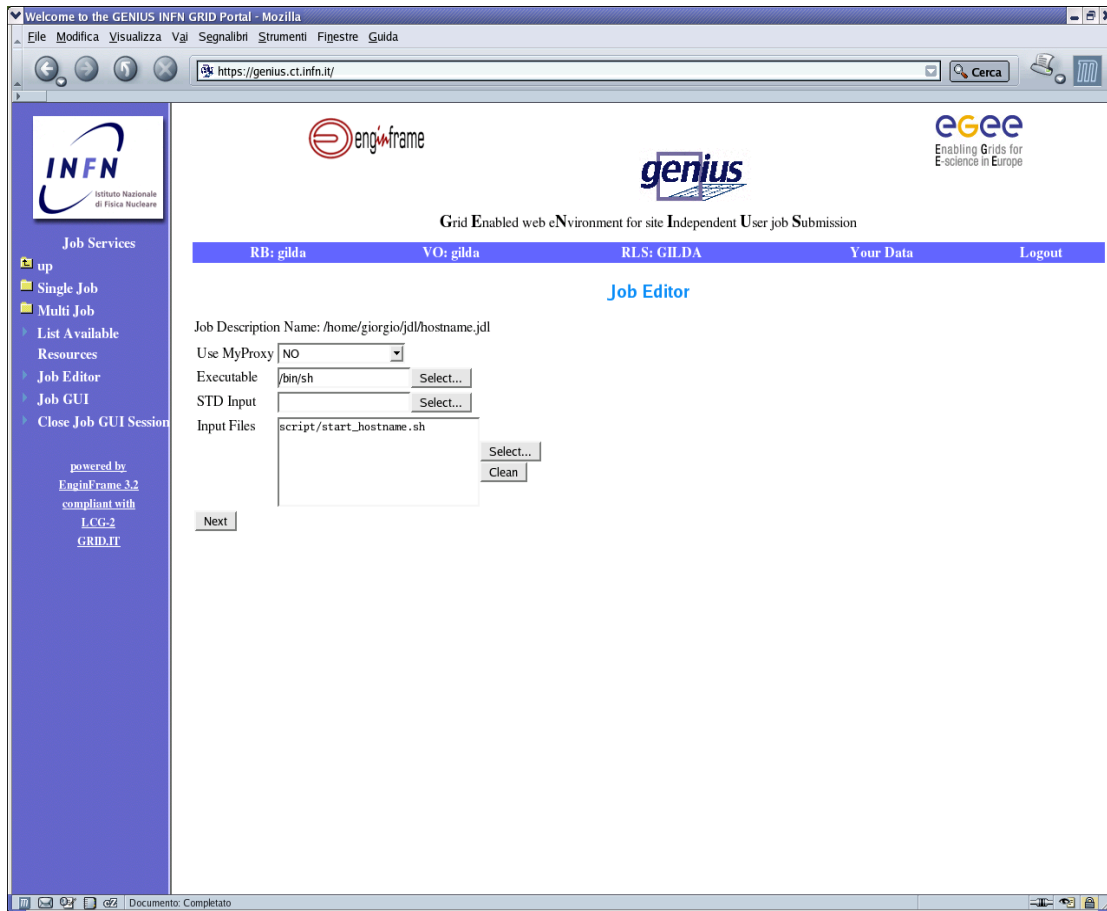 Welcome to the GENIUS INFN GRID Portal - Mozilla
File Modifica Visualizza Vai Segnalibri Strumenti Finestre Guida
https://genius.ct.infn.it/
Cerca
INFN
Istituto Nazionale
di Fisica Nucleare
enginframe
genius
egee
Enabling Grids for
E-science in Europe
Grid Enabled web eNvironment for site Independent User job Submission
RB: gilda VO: gilda RLS: GILDA Your Data Logout
Job Services
up
Single Job
Multi Job
List Available
Resources
Job Editor
Job GUI
Close Job GUI Session
powered by
EnginFrame 3.2
compliant with
LCG-2
GRID.IT
Job Editor
Job Description Name: /home/giorgio/jdl/hostname.jdl
Use MyProxy NO
Executable /bin/sh Select...
STD Input Select...
Input Files script/start_hostname.sh
Select...
Clean
Next
Documento: Completato